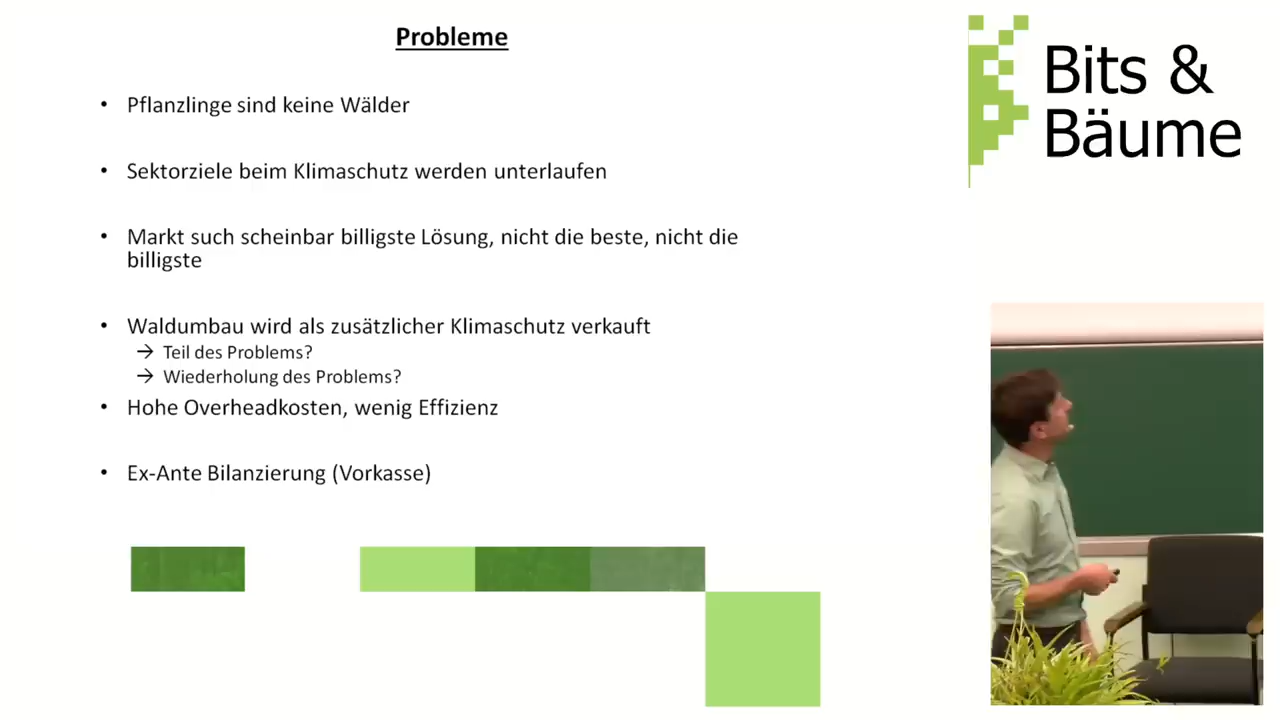 Probleme
• Pflanzlinge sind keine Wälder
• Sektorziele beim Klimaschutz werden unterlaufen
• Markt such scheinbar billigste Lösung, nicht die beste, nicht die
billigste
• Waldumbau wird als zusätzlicher Klimaschutz verkauft
→ Teil des Problems?
→ Wiederholung des Problems?
• Hohe Overheadkosten, wenig Effizienz
• Ex-Ante Bilanzierung (Vorkasse)
Bits &
Bäume